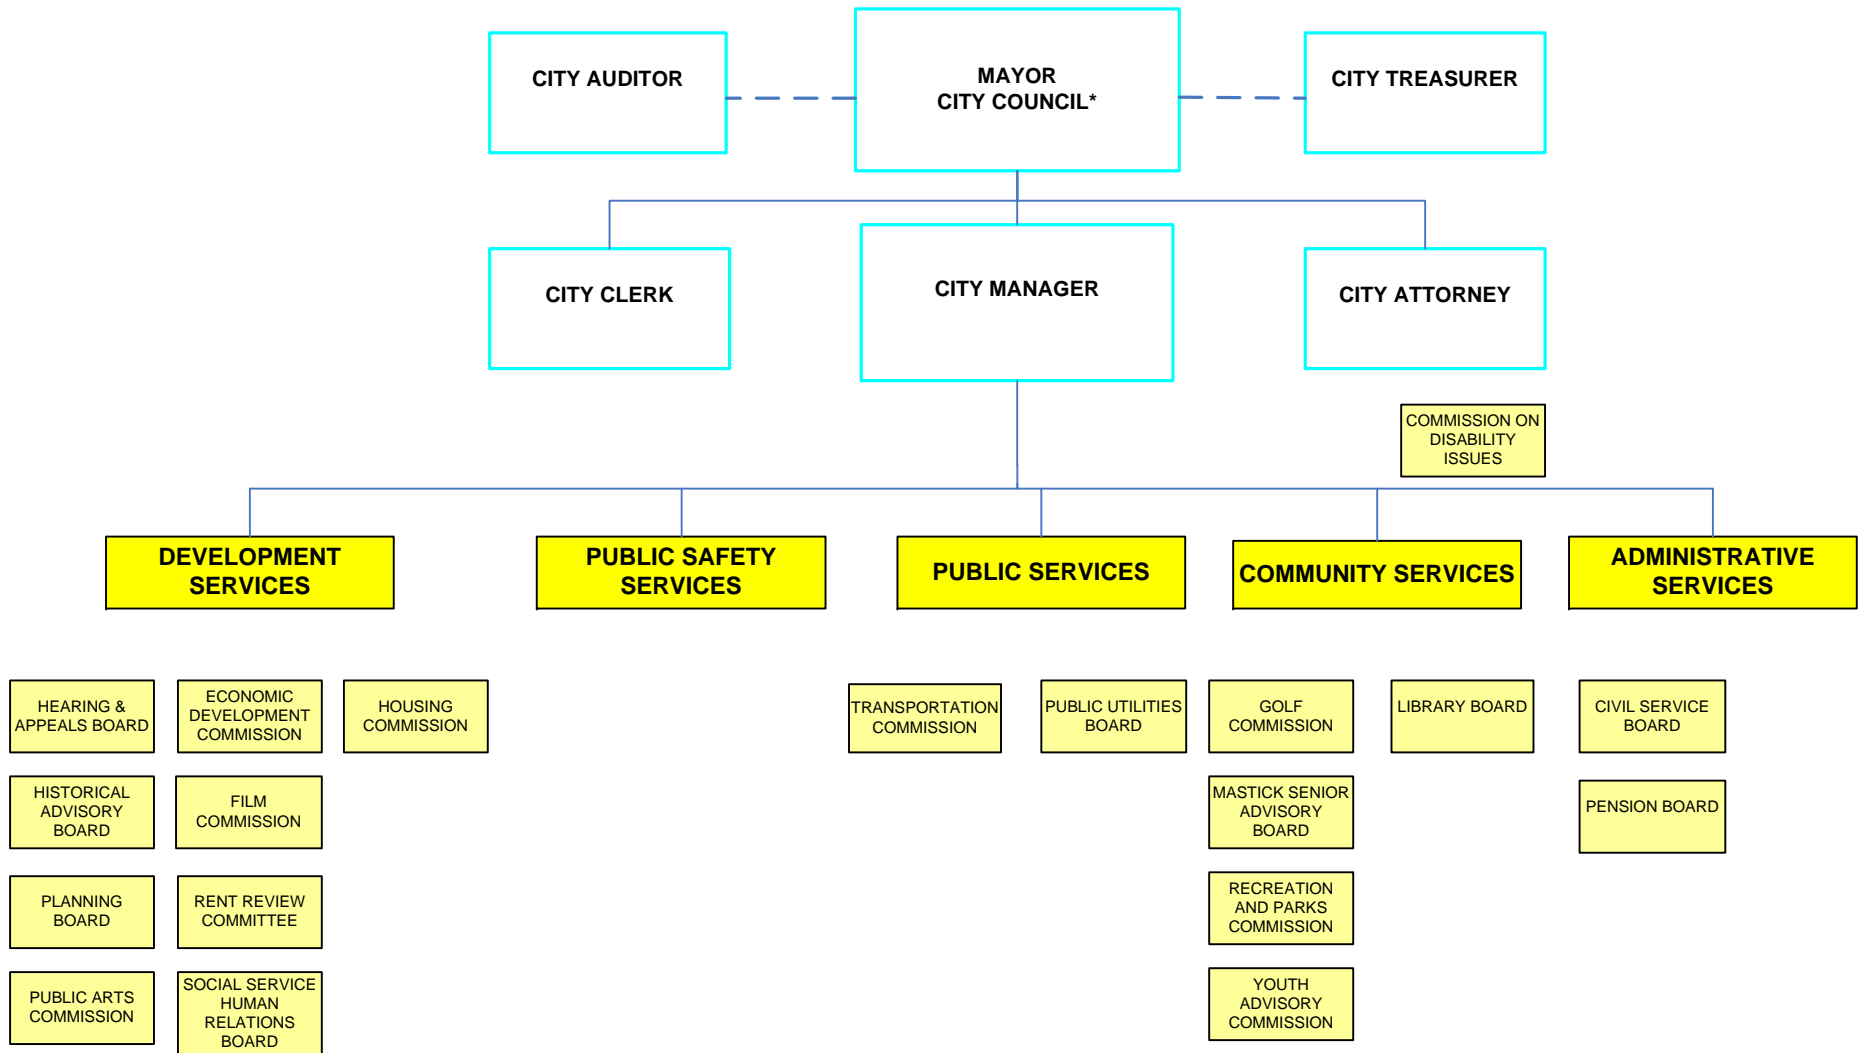 CITY AUDITOR
MAYOR
CITY COUNCIL*
CITY TREASURER
CITY CLERK
CITY MANAGER
CITY ATTORNEY
COMMISSION ON
DISABILITY
ISSUES
DEVELOPMENT
SERVICES
PUBLIC SAFETY
SERVICES
PUBLIC SERVICES
COMMUNITY SERVICES
ADMINISTRATIVE
SERVICES
HEARING &
APPEALS BOARD
ECONOMIC
DEVELOPMENT
COMMISSION
HOUSING
COMMISSION
TRANSPORTATION
COMMISSION
PUBLIC UTILITIES
BOARD
GOLF
COMMISSION
LIBRARY BOARD
CIVIL SERVICE
BOARD
HISTORICAL
ADVISORY
BOARD
FILM
COMMISSION
MASTICK SENIOR
ADVISORY
BOARD
PENSION BOARD
PLANNING
BOARD
RENT REVIEW
COMMITTEE
RECREATION
AND PARKS
COMMISSION
PUBLIC ARTS
COMMISSION
SOCIAL SERVICE
HUMAN
RELATIONS
BOARD
YOUTH
ADVISORY
COMMISSION